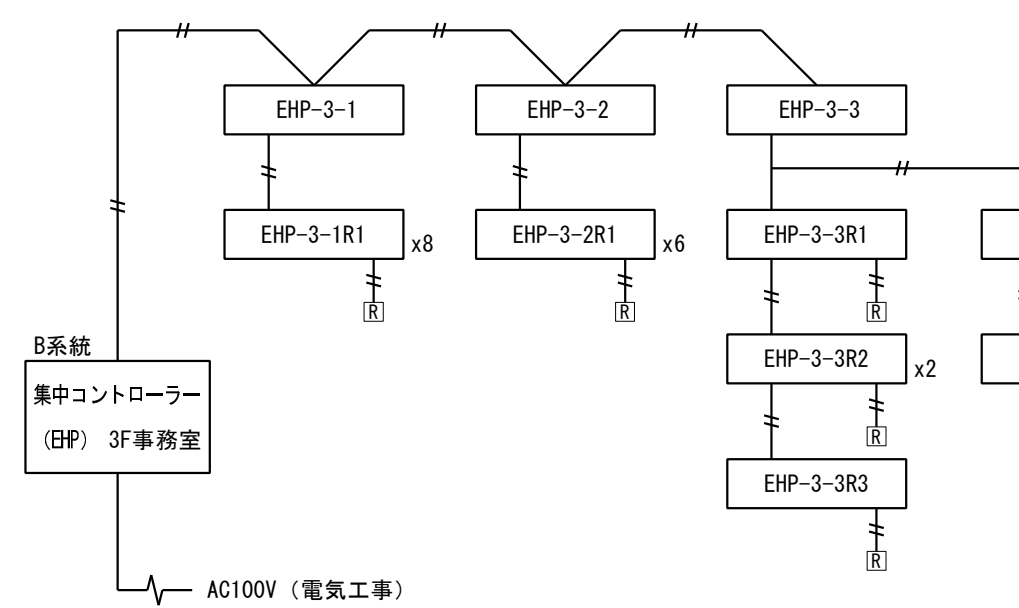 EHP-3-1
EHP-3-2
EHP-3-3
EHP-3-1R1
x8
EHP-3-2R1
x6
EHP-3-3R1
R
R
R
B系統
集中コントローラー
(EHP) 3F事務室
EHP-3-3R2
x2
R
EHP-3-3R3
R
AC100V（電気工事）